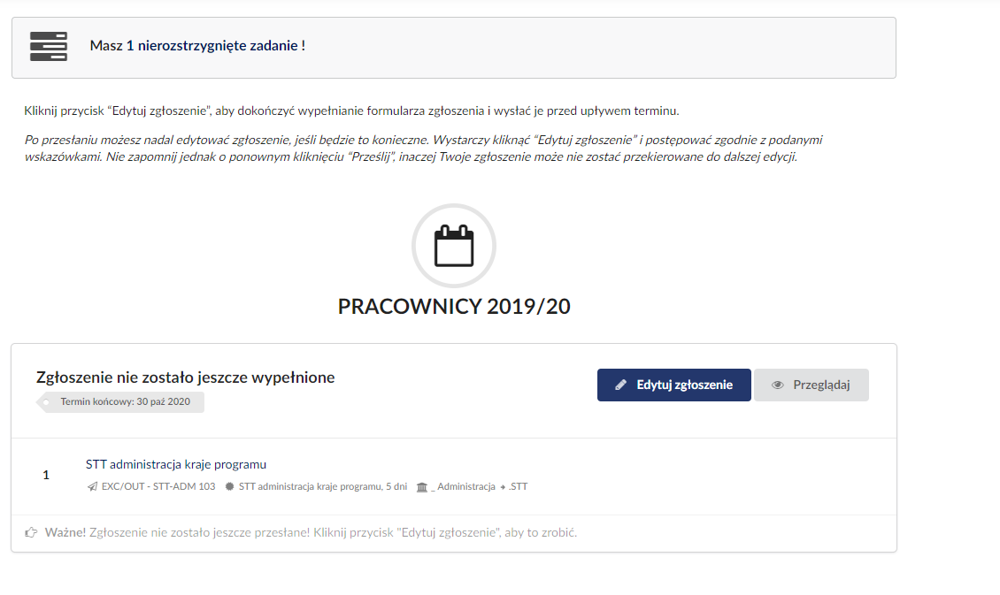 Masz 1 nierozstrzygnięte zadanie !
Kliknij przycisk “Edytuj zgłoszenie”, aby dokończyć wypełnianie formularza zgłoszenia i wysłać je przed upływem terminu.
Po przesłaniu możesz nadal edytować zgłoszenie, jeśli będzie to konieczne. Wystarczy kliknąć “Edytuj zgłoszenie” i postępować zgodnie z podanymi
wskazówkami. Nie zapomnij jednak o ponownym kliknięciu “Prześlij”, inaczej Twoje zgłoszenie może nie zostać przekierowane do dalszej edycji.
PRACOWNICY 2019/20
Zgłoszenie nie zostało jeszcze wypełnione
Termin końcowy: 30 paź 2020
Edytuj zgłoszenie
Przeglądaj
1
STT administracja kraje programu
EXC/OUT - STT-ADM 103 STT administracja kraje programu, 5 dni _ Administracja .STT
Ważne! Zgłoszenie nie zostało jeszcze przesłane! Kliknij przycisk "Edytuj zgłoszenie", aby to zrobić.